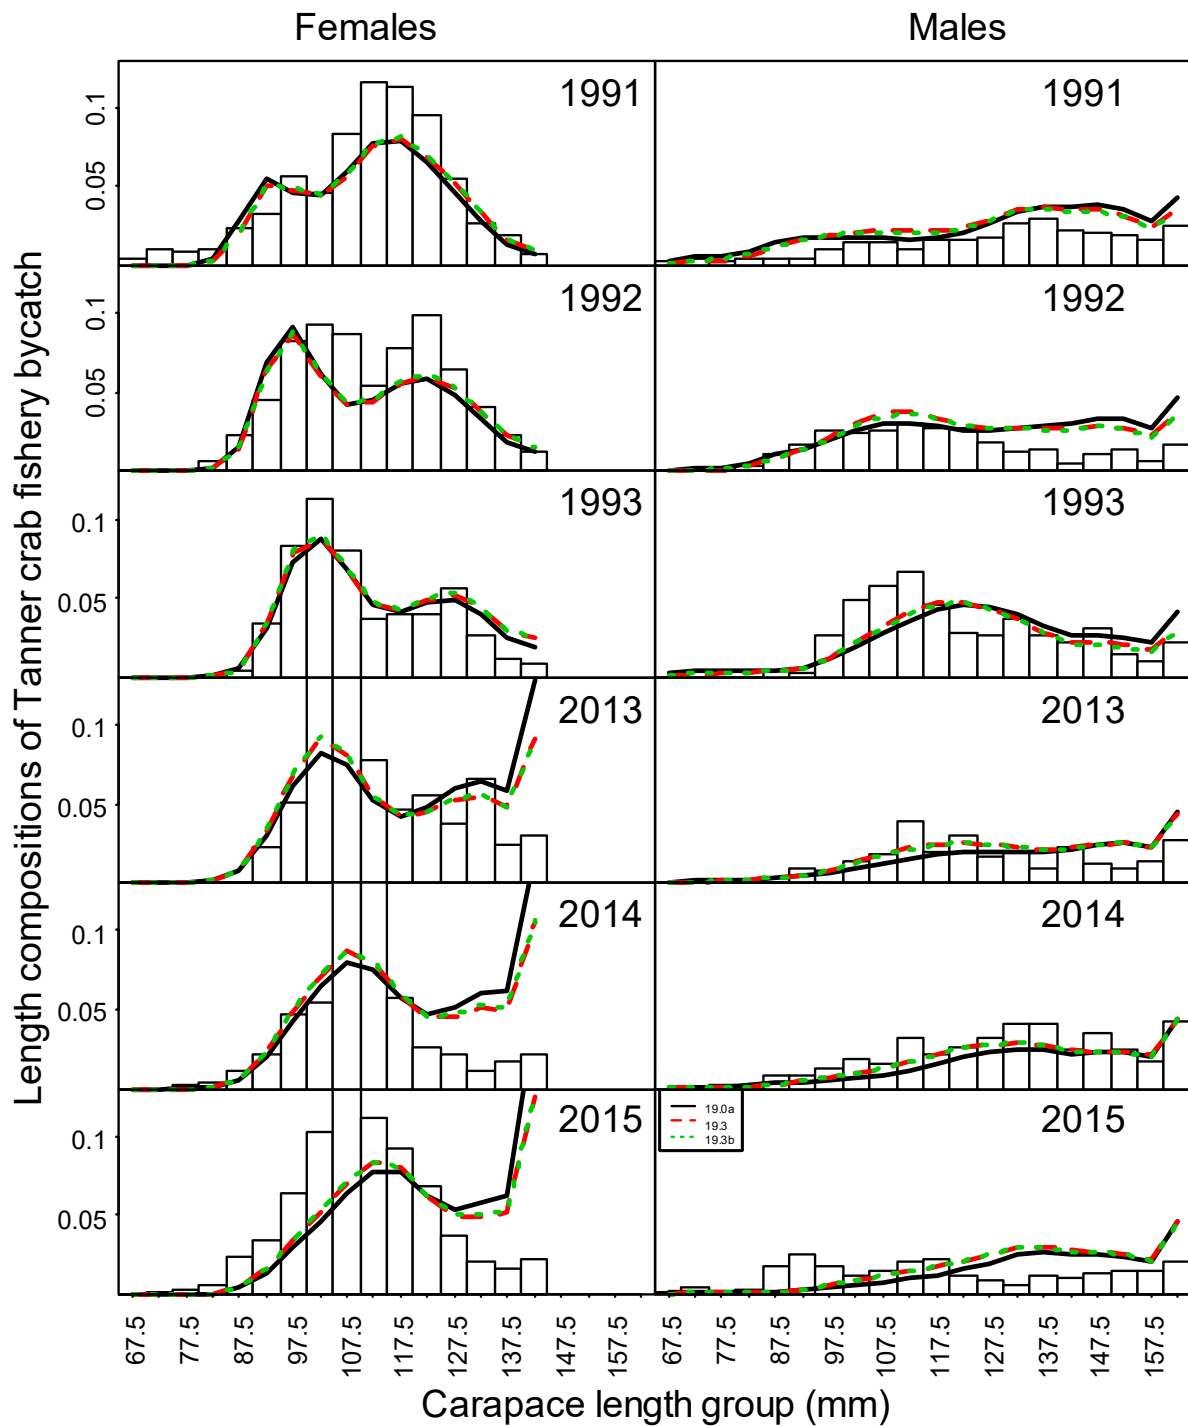 Females Males
Length compositions of Tanner crab fishery bycatch
0.1 1991 1991
0.05
0.1 1992 1992
0.05
0.1 1993 1993
0.05
0.1 2013 2013
0.05
0.1 2014 2014
0.05
0.1 2015 2015
0.05
19.0a
19.3
19.3b
67.5 77.5 87.5 97.5 107.5 117.5 127.5 137.5 147.5 157.5 67.5 77.5 87.5 97.5 107.5 117.5 127.5 137.5 147.5 157.5
Carapace length group (mm)